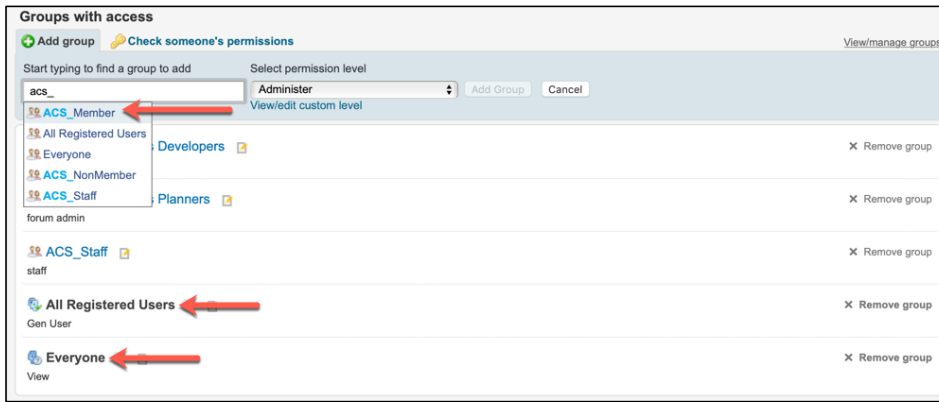 Groups with access
Add group Check someone's permissions View/manage groups
Start typing to find a group to add Select permission level
acs_ Administer Add Group Cancel
View/edit custom level
ACS_Member
All Registered Users
Everyone
ACS_NonMember
ACS_Staff
Developers Remove group
Planners Remove group
forum admin
ACS_Staff Remove group
staff
All Registered Users Remove group
Gen User
Everyone Remove group
View